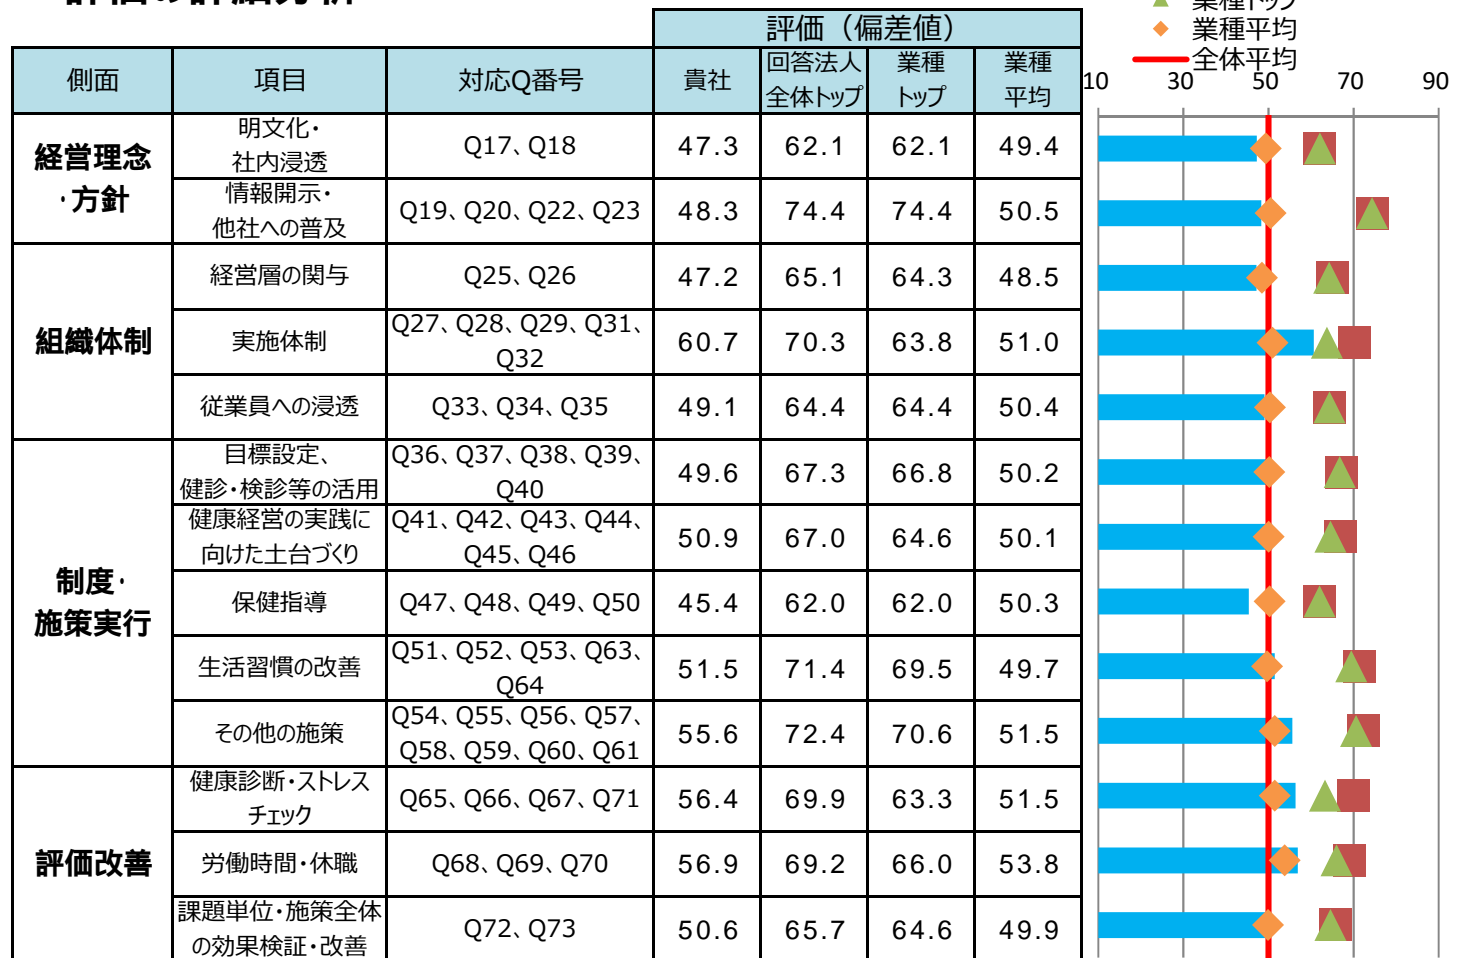 評価の詳細分析
業種トップ
業種平均
全体平均
評価（偏差値）
側面 項目 対応Q番号 貴社 回答法人全体トップ 業種トップ 業種平均
10 30 50 70 90
経営理念・方針
明文化・社内浸透 Q17、Q18 47.3 62.1 62.1 49.4
情報開示・他社への普及 Q19、Q20、Q22、Q23 48.3 74.4 74.4 50.5
組織体制
経営層の関与 Q25、Q26 47.2 65.1 64.3 48.5
実施体制 Q27、Q28、Q29、Q31、Q32 60.7 70.3 63.8 51.0
従業員への浸透 Q33、Q34、Q35 49.1 64.4 64.4 50.4
制度・施策実行
目標設定、健診・検診等の活用 Q36、Q37、Q38、Q39、Q40 49.6 67.3 66.8 50.2
健康経営の実践に向けた土台づくり Q41、Q42、Q43、Q44、Q45、Q46 50.9 67.0 64.6 50.1
保健指導 Q47、Q48、Q49、Q50 45.4 62.0 62.0 50.3
生活習慣の改善 Q51、Q52、Q53、Q63、Q64 51.5 71.4 69.5 49.7
その他の施策 Q54、Q55、Q56、Q57、Q58、Q59、Q60、Q61 55.6 72.4 70.6 51.5
評価改善
健康診断・ストレスチェック Q65、Q66、Q67、Q71 56.4 69.9 63.3 51.5
労働時間・休職 Q68、Q69、Q70 56.9 69.2 66.0 53.8
課題単位・施策全体の効果検証・改善 Q72、Q73 50.6 65.7 64.6 49.9